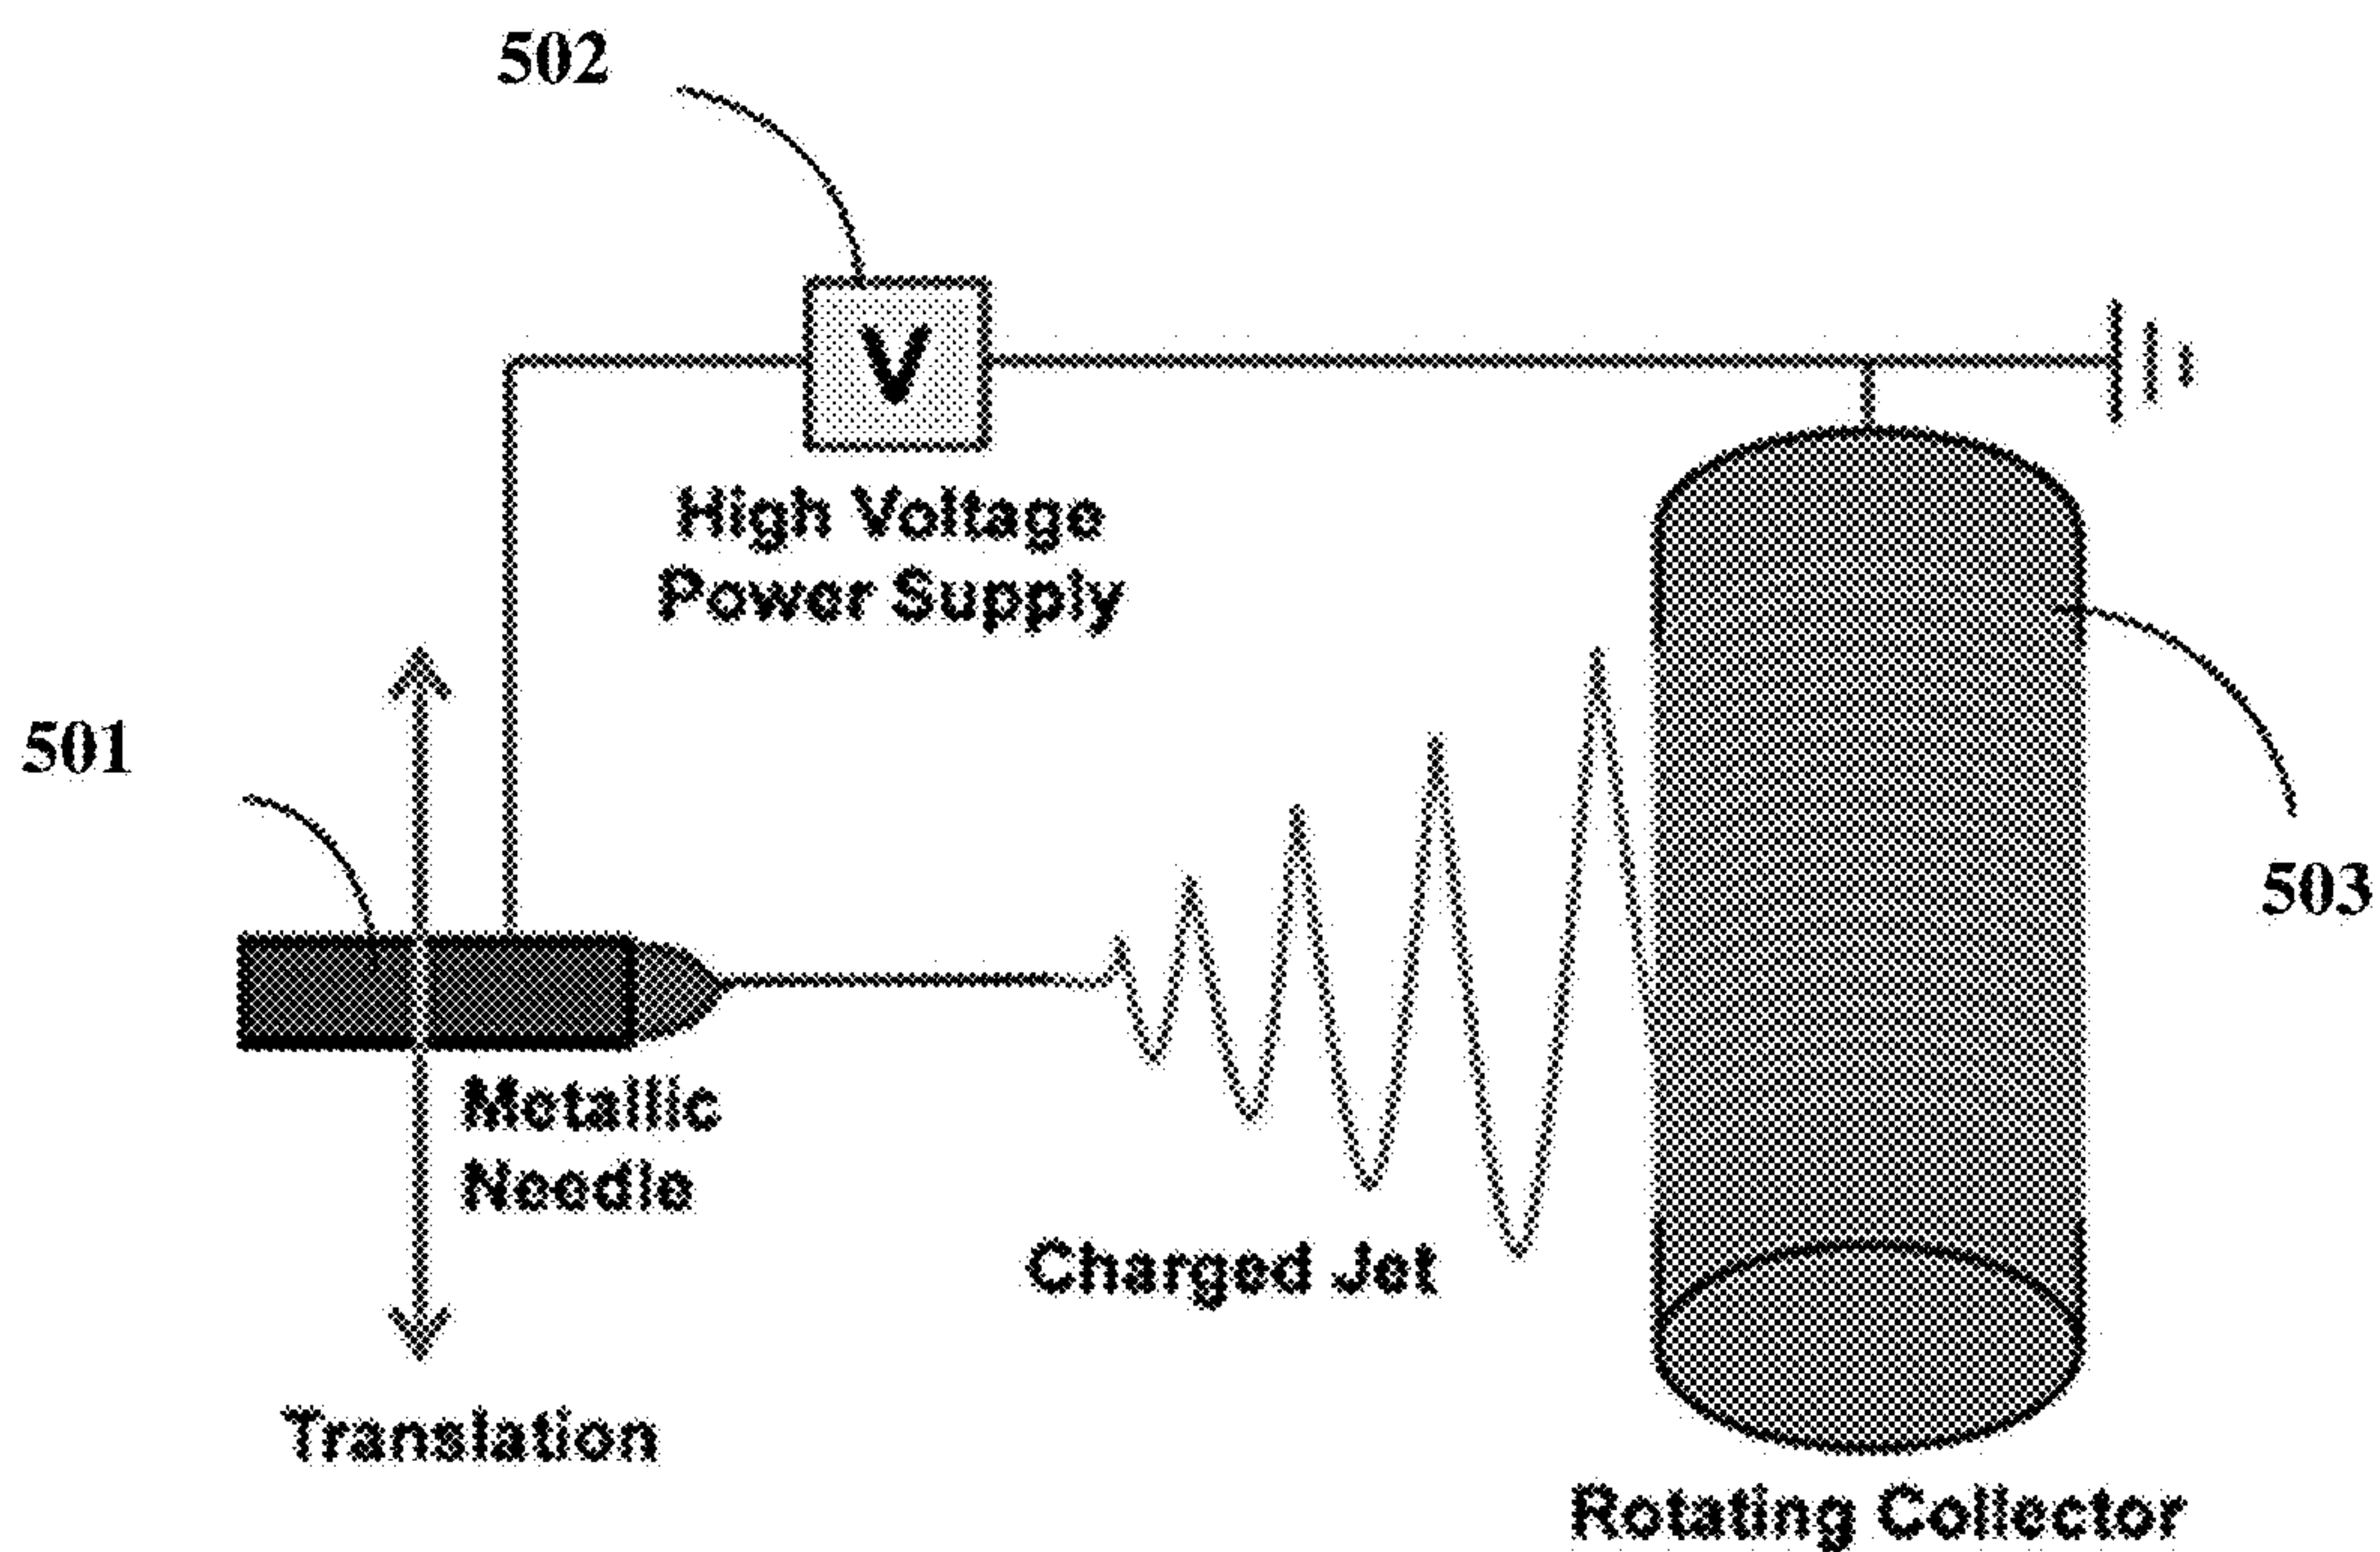 502
V
High Voltage
Power Supply
501
503
Metallic
Needle
Charged Jet
Translation
Rotating Collector